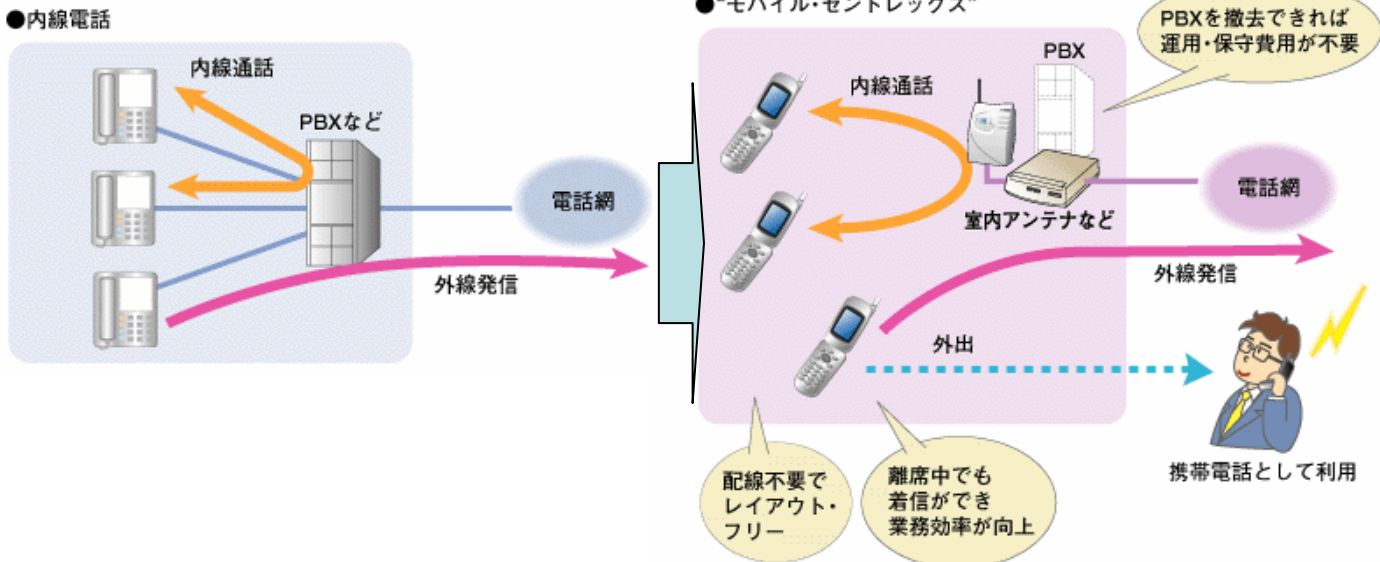 ●内線電話
内線通話
PBXなど
電話網
外線発信
●"モバイル・セントレックス"
PBXを撤去できれば
運用・保守費用が不要
PBX
内線通話
室内アンテナなど
電話網
外線発信
外出
携帯電話として利用
配線不要で
レイアウト・
フリー
離席中でも
着信ができ
業務効率が向上